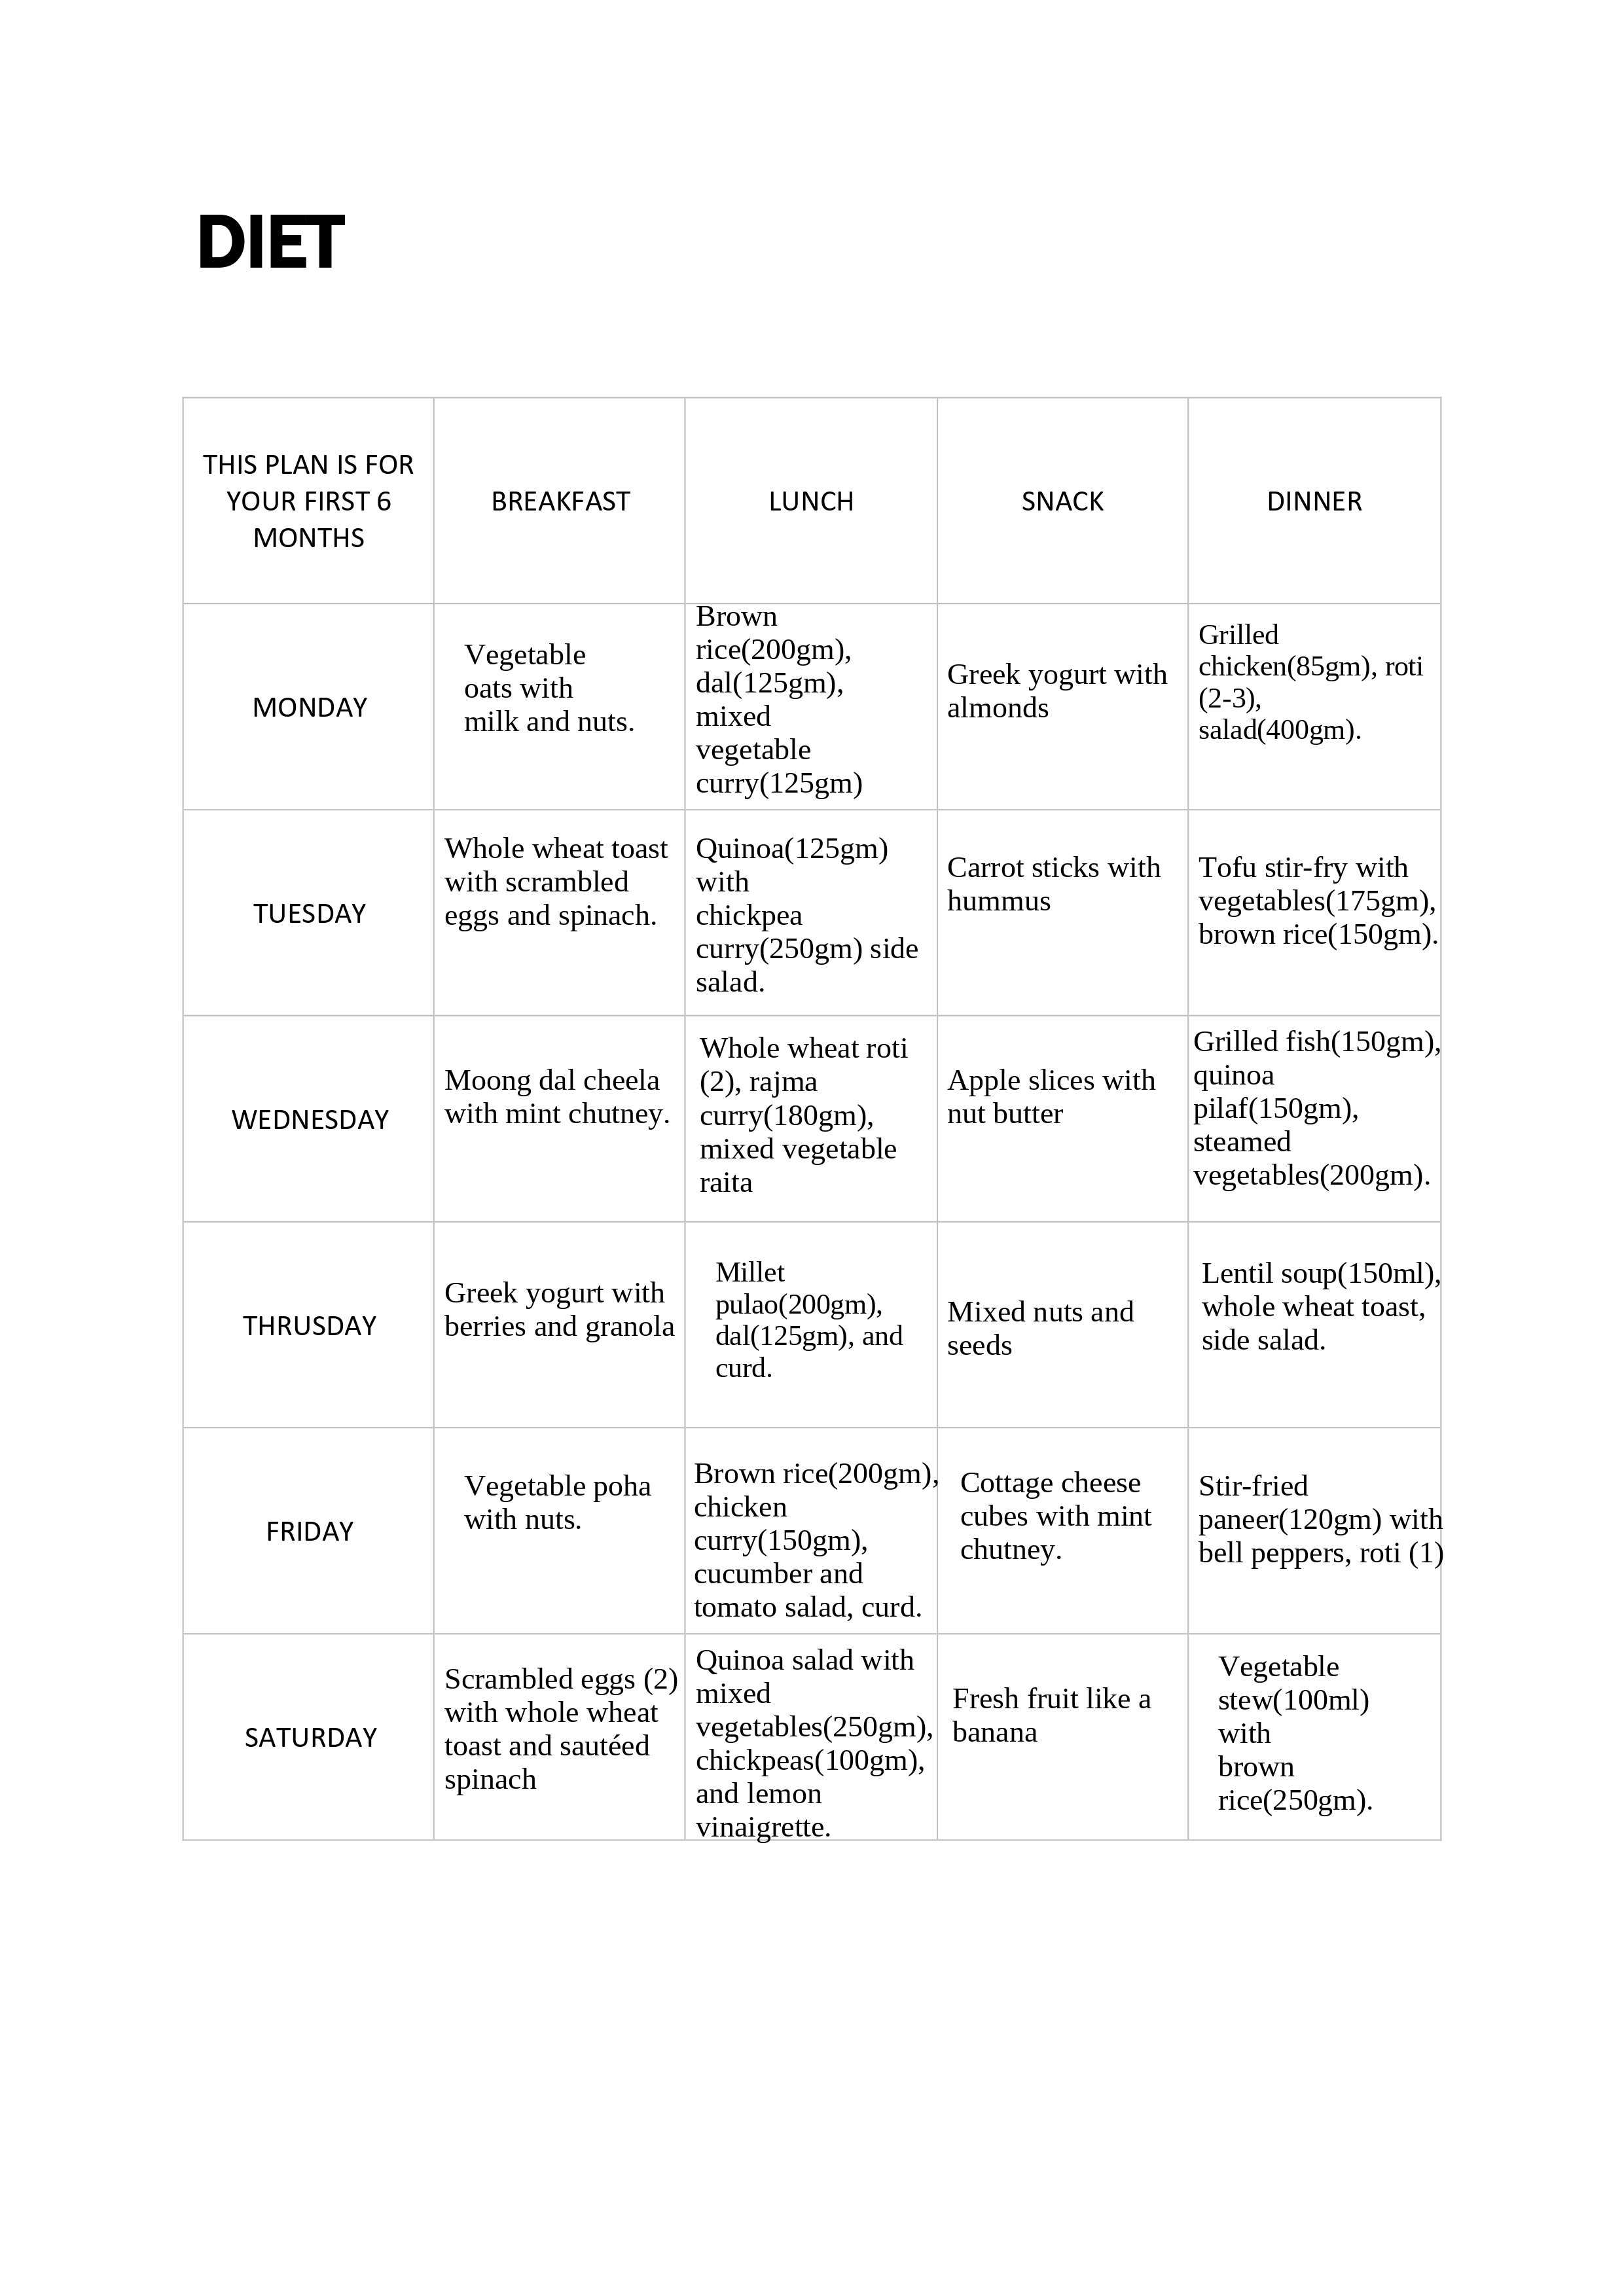 DIET
THIS PLAN IS FOR
YOUR FIRST 6
MONTHS
BREAKFAST
LUNCH
SNACK
DINNER
MONDAY
Vegetable
oats with
milk and nuts.
Brown
rice(200gm),
dal(125gm),
mixed
vegetable
curry(125gm)
Greek yogurt with
almonds
Grilled
chicken(85gm), roti
(2-3),
salad(400gm).
TUESDAY
Whole wheat toast
with scrambled
eggs and spinach.
Quinoa(125gm)
with
chickpea
curry(250gm) side
salad.
Carrot sticks with
hummus
Tofu stir-fry with
vegetables(175gm),
brown rice(150gm).
WEDNESDAY
Moong dal cheela
with mint chutney.
Whole wheat roti
(2), rajma
curry(180gm),
mixed vegetable
raita
Apple slices with
nut butter
Grilled fish(150gm),
quinoa
pilaf(150gm),
steamed
vegetables(200gm).
THRUSDAY
Greek yogurt with
berries and granola
Millet
pulao(200gm),
dal(125gm), and
curd.
Mixed nuts and
seeds
Lentil soup(150ml),
whole wheat toast,
side salad.
FRIDAY
Vegetable poha
with nuts.
Brown rice(200gm),
chicken
curry(150gm),
cucumber and
tomato salad, curd.
Cottage cheese
cubes with mint
chutney.
Stir-fried
paneer(120gm) with
bell peppers, roti (1)
SATURDAY
Scrambled eggs (2)
with whole wheat
toast and sautéed
spinach
Quinoa salad with
mixed
vegetables(250gm),
chickpeas(100gm),
and lemon
vinaigrette.
Fresh fruit like a
banana
Vegetable
stew(100ml)
with
brown
rice(250gm).